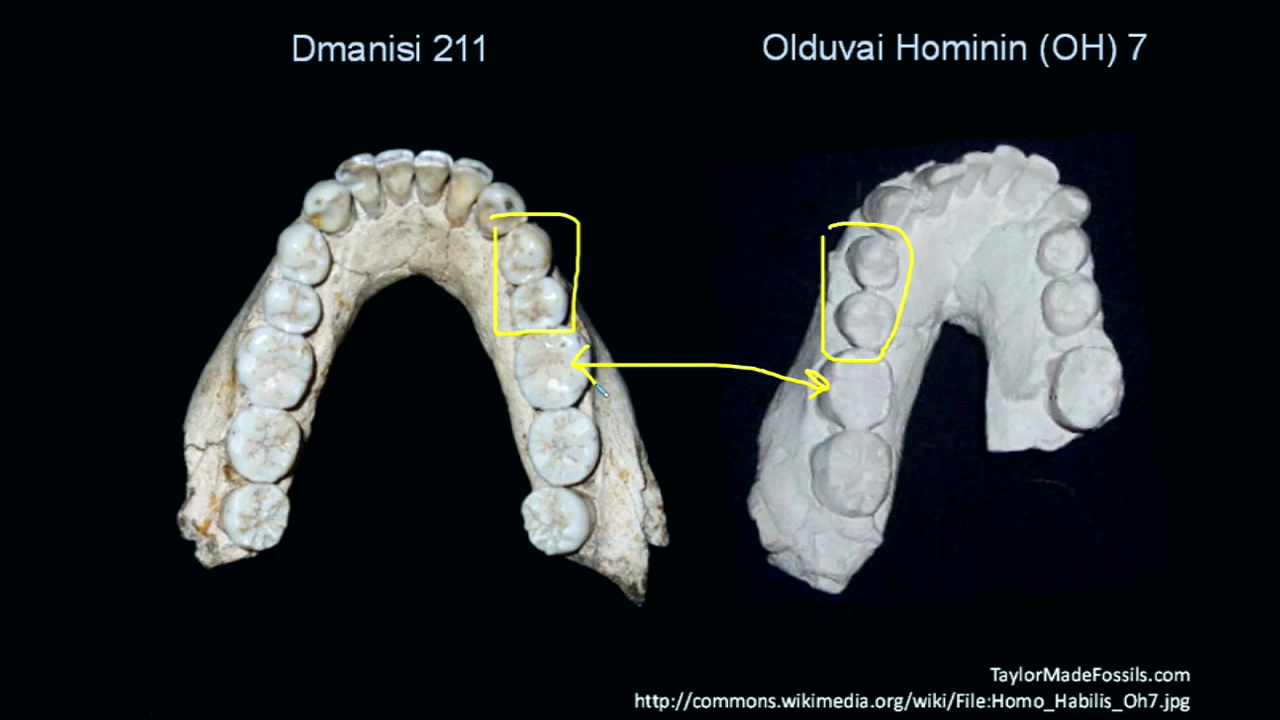 Dmanisi 211
Olduvai Hominin (OH) 7
TaylorMadeFossils.com
http://commons.wikimedia.org/wiki/File:Homo_Habilis_Oh7.jpg